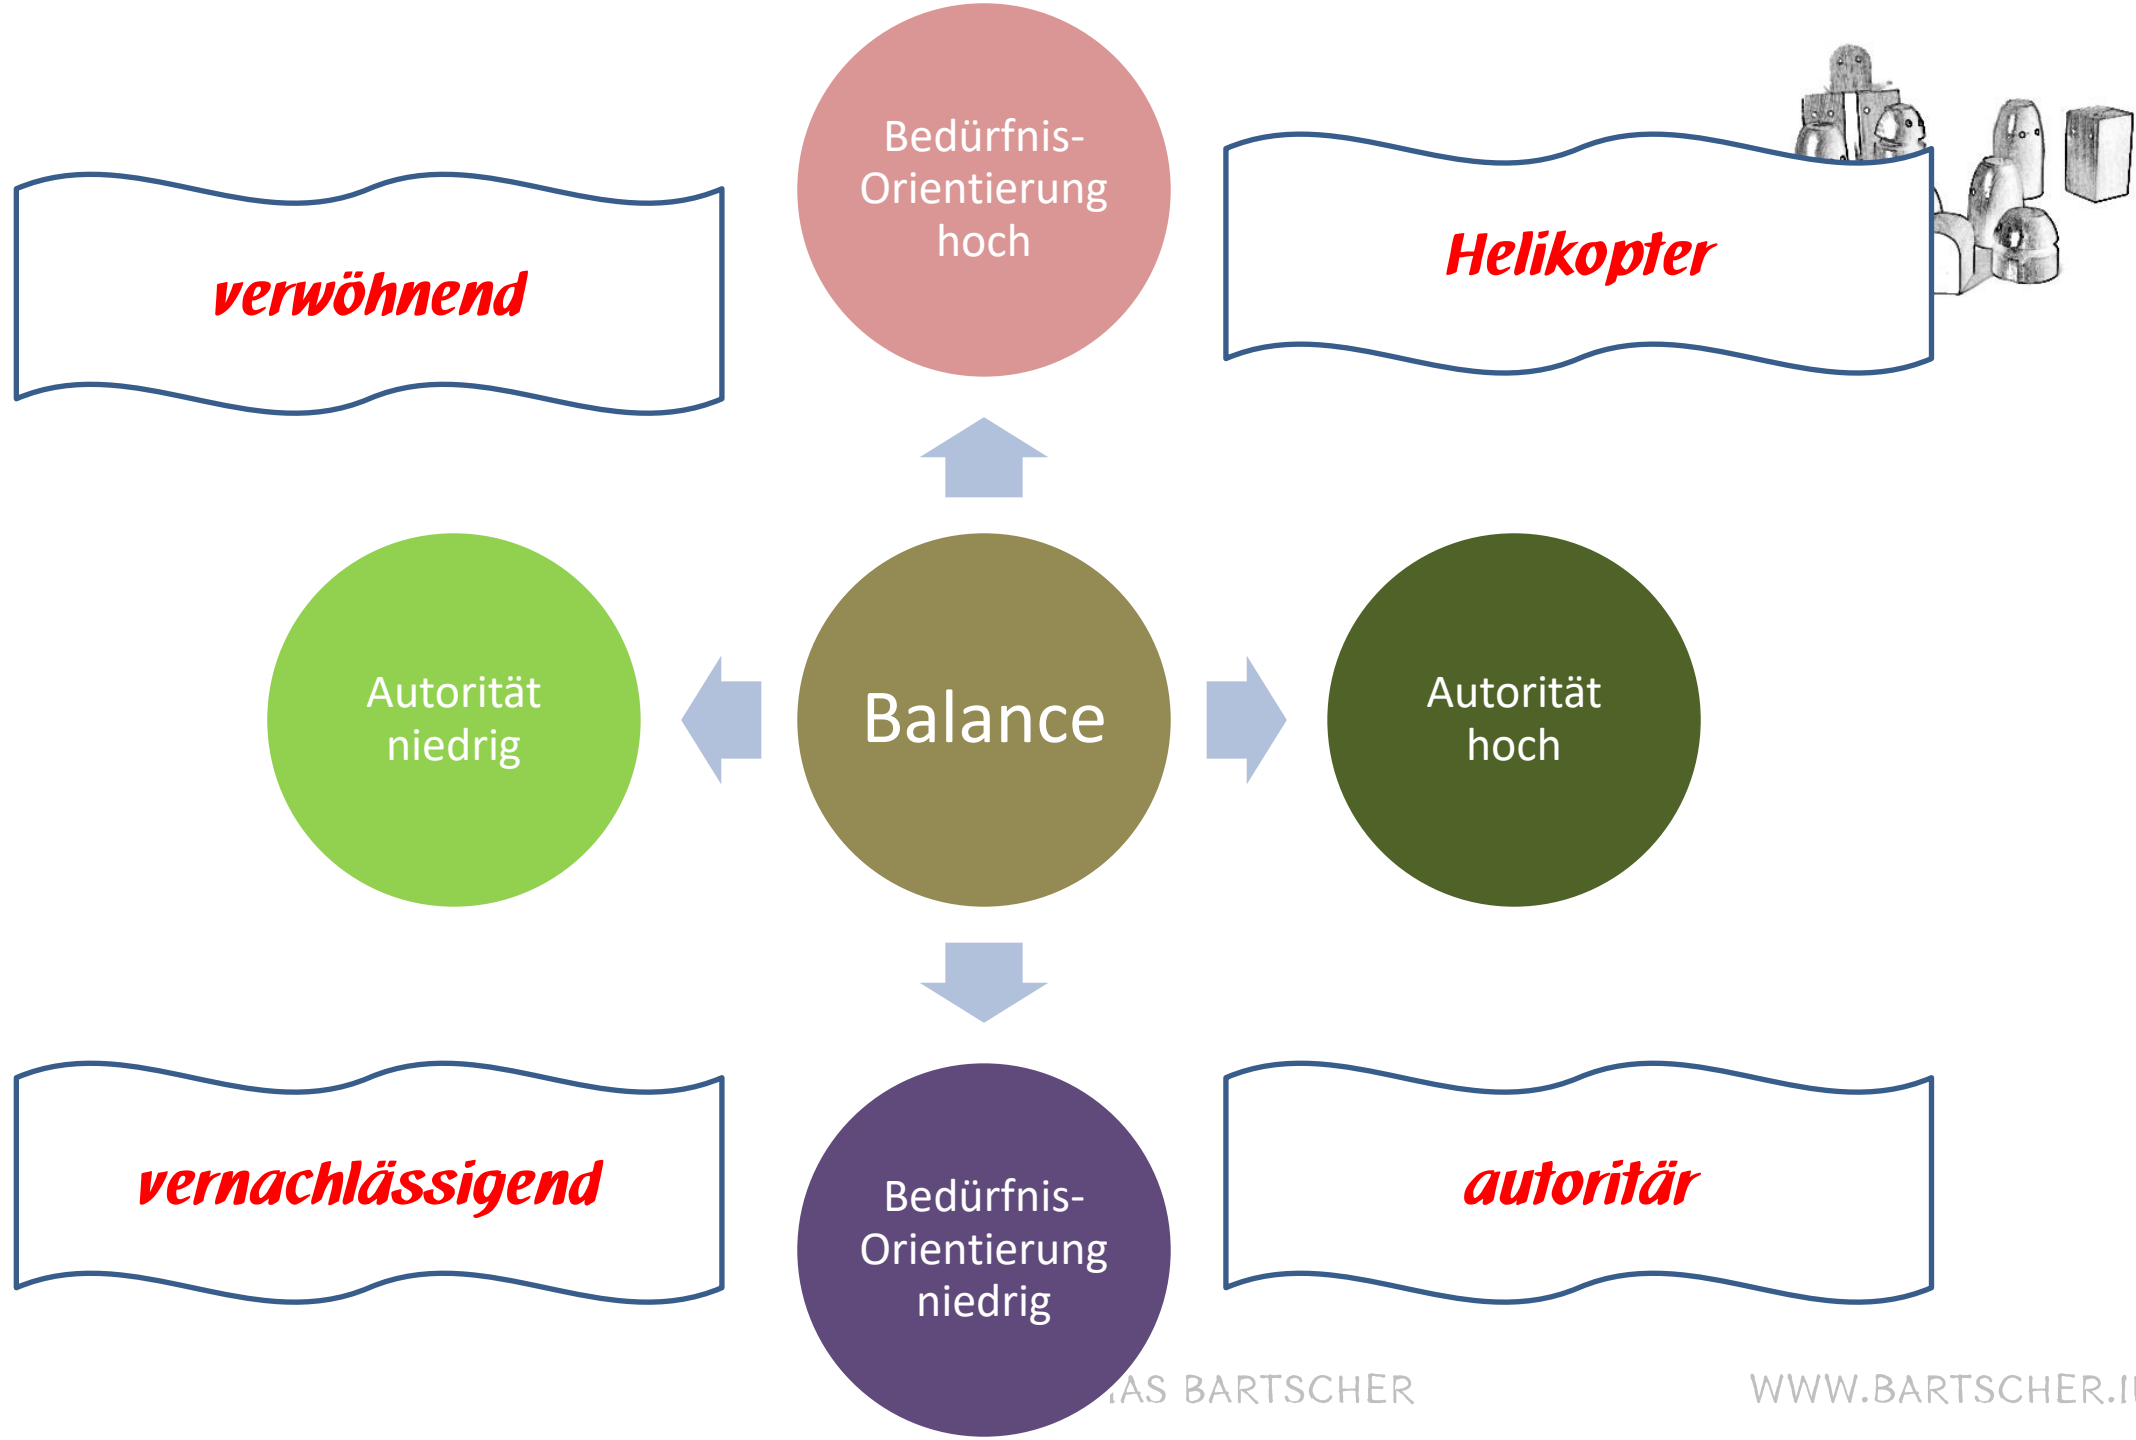 Bedürfnis-
Orientierung
hoch
verwöhnend
Helikopter
Autorität
niedrig
Balance
Autorität
hoch
vernachlässigend
autoritär
Bedürfnis-
Orientierung
niedrig
BARTSCHER